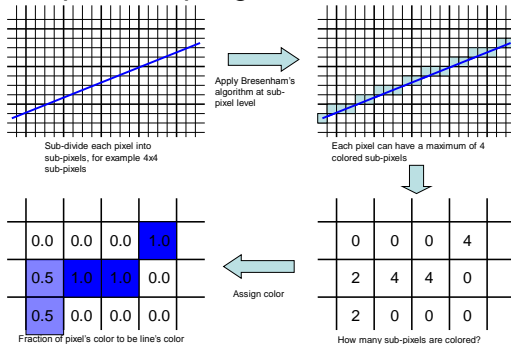 Apply Bresenham's
algorithm at sub-
pixel level
Sub-divide each pixel into
sub-pixels, for example 4x4
sub-pixels
Each pixel can have a maximum of 4
colored sub-pixels
0.0 0.0 0.0 1.0
0.5 1.0 1.0 0.0
0.5 0.0 0.0 0.0
Fraction of pixel's color to be line's color
Assign color
0 0 0 4
2 4 4 0
2 0 0 0
How many sub-pixels are colored?